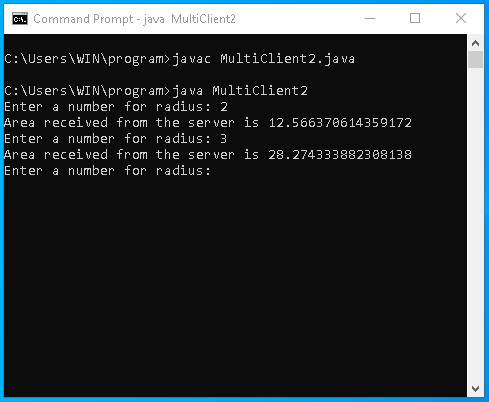 Command Prompt - java  MultiClient2
C:\Users\WIN\program>javac MultiClient2.java
C:\Users\WIN\program>java MultiClient2
Enter a number for radius: 2
Area received from the server is 12.566370614359172
Enter a number for radius: 3
Area received from the server is 28.274333882308138
Enter a number for radius: